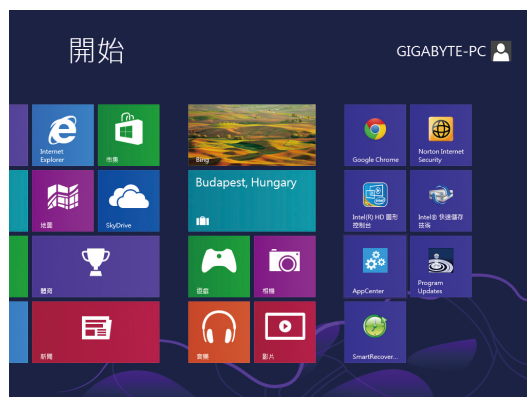 開始
GIGABYTE-PC
Internet
Explorer
市集
Bing
Google Chrome
Norton Internet
Security
地圖
SkyDrive
Budapest, Hungary
Intel(R) HD 圖形
控制台
Intel® 快速儲存
技術
體育
遊戲
相機
AppCenter
Program
Updates
新聞
音樂
影片
SmartRecover...